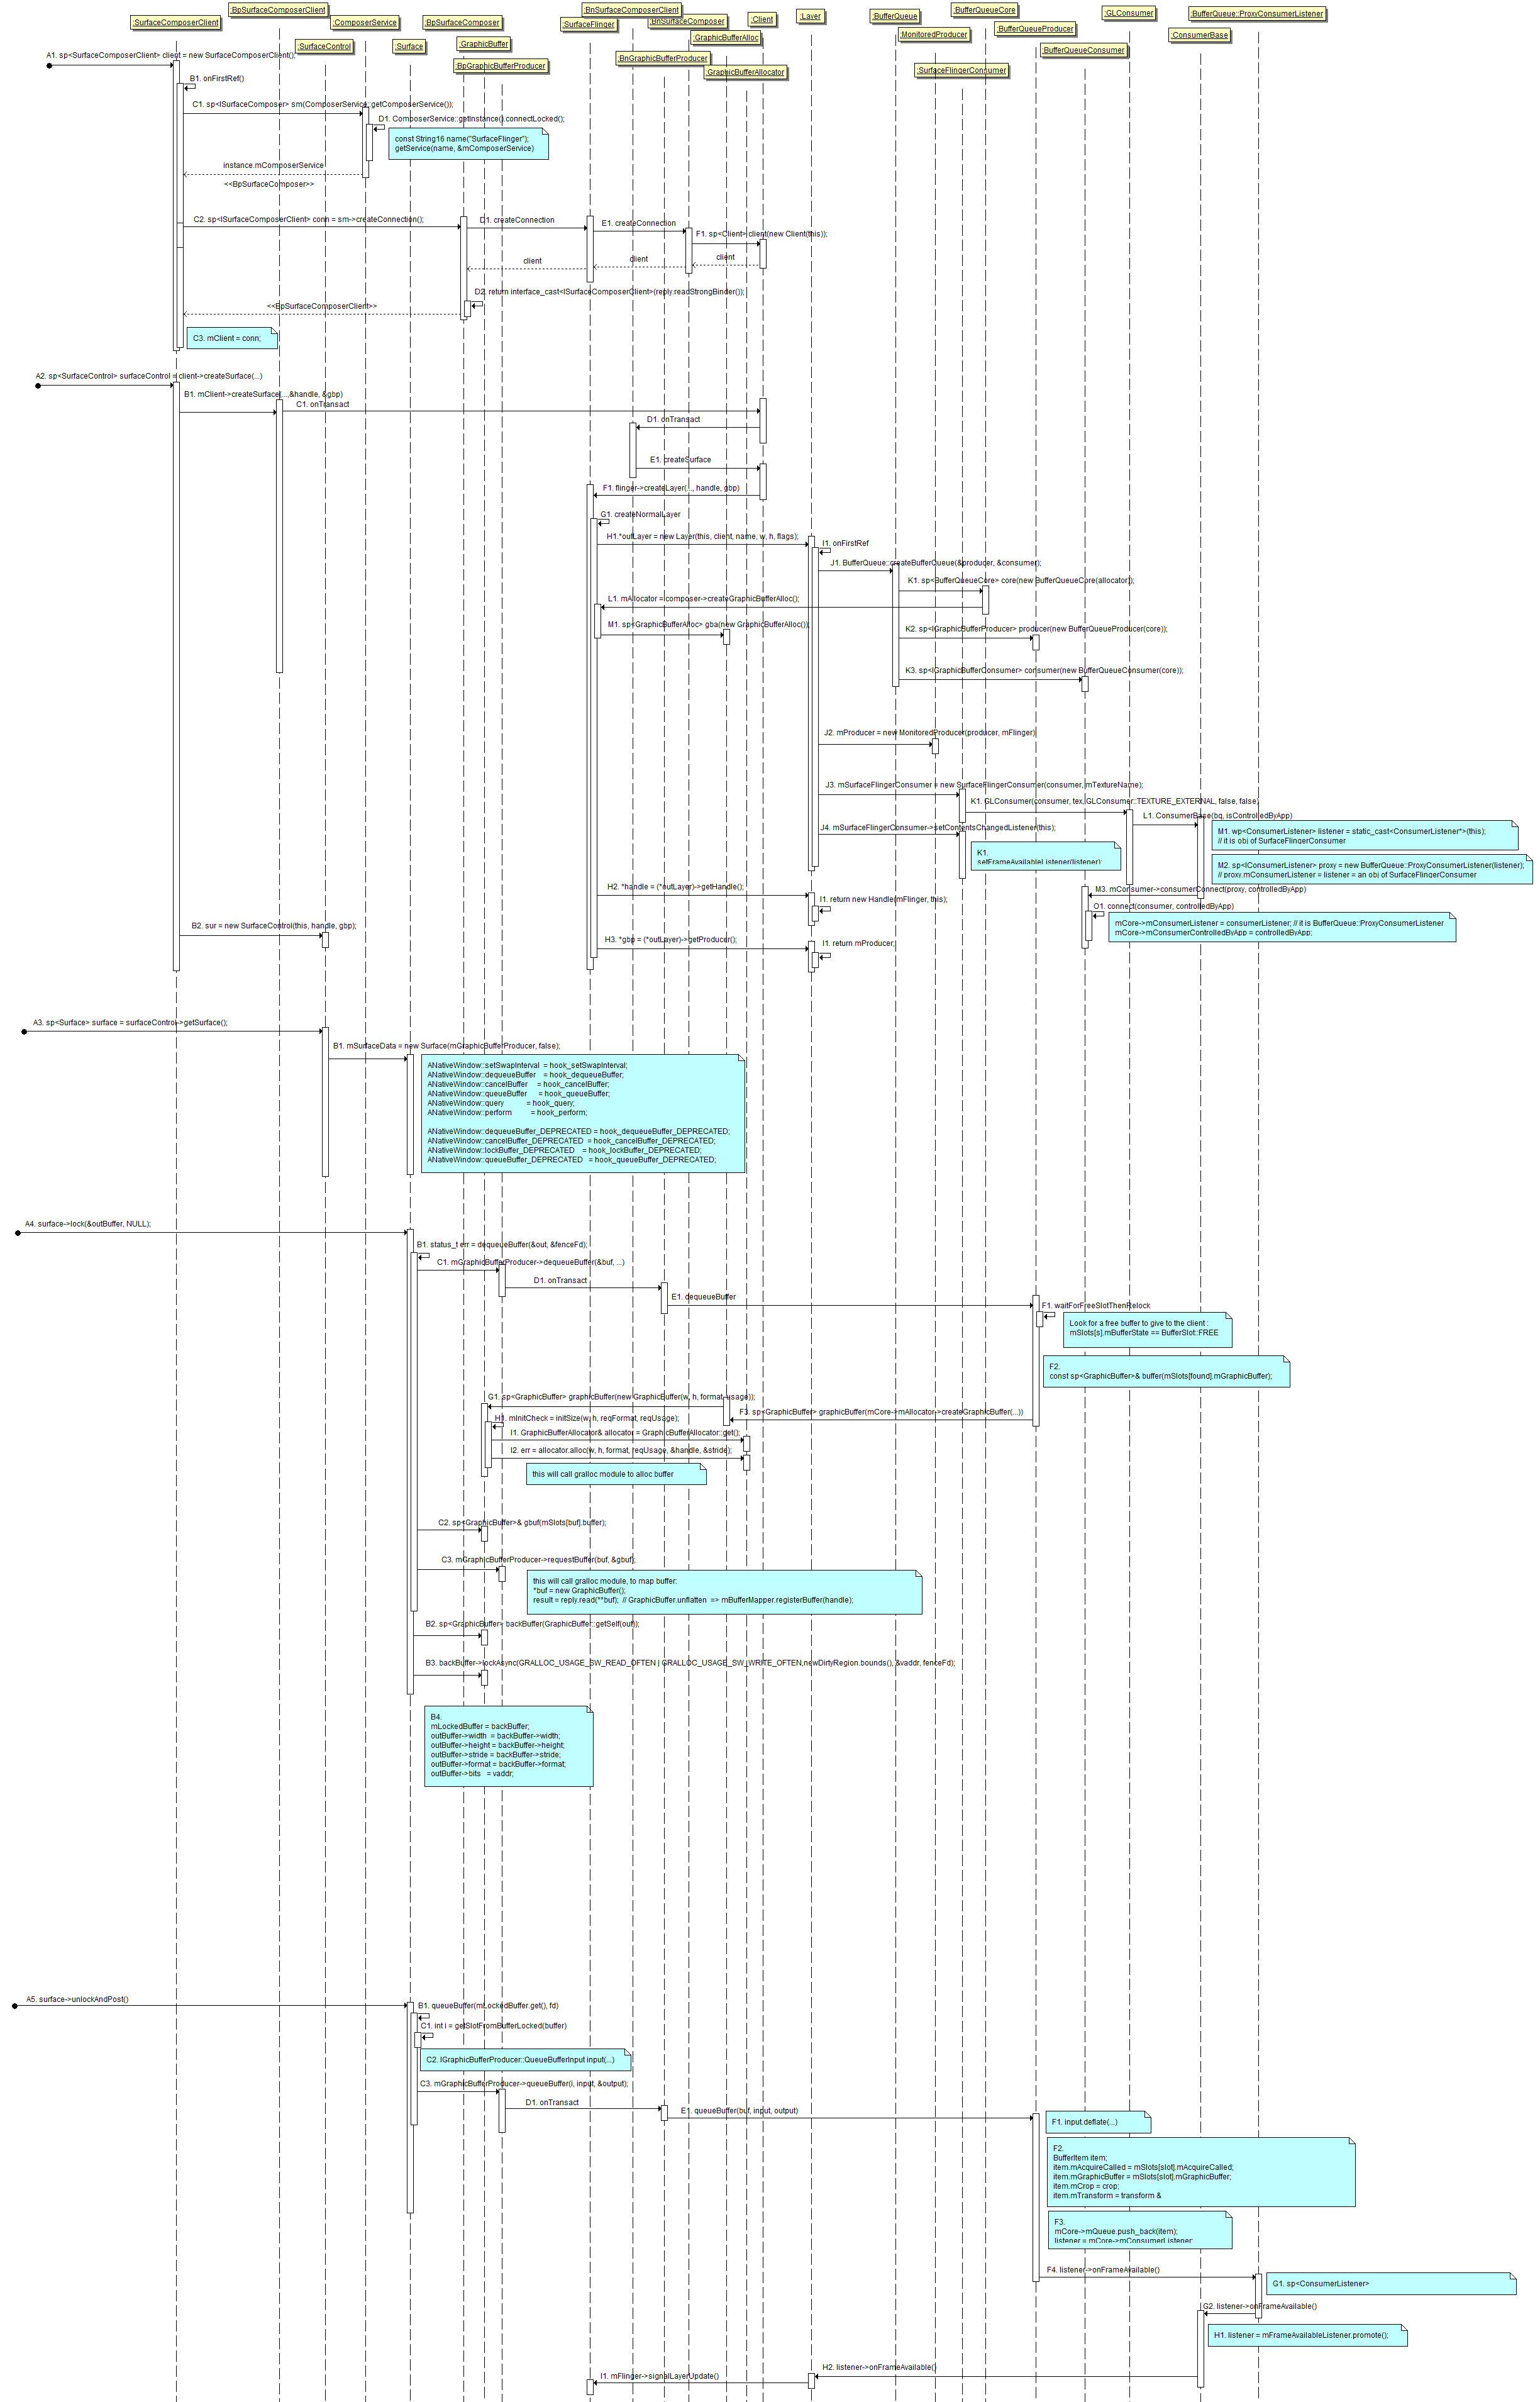 :SurfaceComposerClient
:BpSurfaceComposerClient
:SurfaceControl
:ComposerService
:Surface
:BpSurfaceComposer
:GraphicBuffer
:BpGraphicBufferProducer
:SurfaceFlinger
:BnSurfaceComposerClient
:BnGraphicBufferProducer
:BnSurfaceComposer
:GraphicBufferAlloc
:GraphicBufferAllocator
:Client
:Layer
:BufferQueue
:MonitoredProducer
:SurfaceFlingerConsumer
:BufferQueueCore
:BufferQueueProducer
:BufferQueueConsumer
:GLConsumer
:ConsumerBase
:BufferQueue::ProxyConsumerListener
A1. sp<SurfaceComposerClient> client = new SurfaceComposerClient();
B1. onFirstRef()
C1. sp<ISurfaceComposer> sm(ComposerService::getComposerService());
D1. ComposerService::getInstance().connectLocked();
const String16 name("SurfaceFlinger");
getService(name, &mComposerService)
instance.mComposerService
<<BpSurfaceComposer>>
C2. sp<ISurfaceComposerClient> conn = sm->createConnection();
D1. createConnection
E1. createConnection
F1. sp<Client> client(new Client(this));
client
client
client
D2. return interface_cast<ISurfaceComposerClient>(reply.readStrongBinder());
<<BpSurfaceComposerClient>>
C3. mClient = conn;
A2. sp<SurfaceControl> surfaceControl = client->createSurface(...)
B1. mClient->createSurface(...,&handle, &gbp)
C1. onTransact
D1. onTransact
E1. createSurface
F1. flinger->createLayer(..., handle, gbp)
G1. createNormalLayer
H1.*outLayer = new Layer(this, client, name, w, h, flags);
I1. onFirstRef
J1. BufferQueue::createBufferQueue(&producer, &consumer);
K1. sp<BufferQueueCore> core(new BufferQueueCore(allocator));
L1. mAllocator = composer->createGraphicBufferAlloc();
M1. sp<GraphicBufferAlloc> gba(new GraphicBufferAlloc());
K2. sp<IGraphicBufferProducer> producer(new BufferQueueProducer(core));
K3. sp<IGraphicBufferConsumer> consumer(new BufferQueueConsumer(core));
J2. mProducer = new MonitoredProducer(producer, mFlinger)
J3. mSurfaceFlingerConsumer = new SurfaceFlingerConsumer(consumer, mTextureName);
K1. GLConsumer(consumer, tex,GLConsumer::TEXTURE_EXTERNAL, false, false)
L1. ConsumerBase(bq, isControlledByApp)
M1. wp<ConsumerListener> listener = static_cast<ConsumerListener*>(this);
// it is obj of SurfaceFlingerConsumer
J4. mSurfaceFlingerConsumer->setContentsChangedListener(this);
K1.
setFrameAvailableListener(listener);
M2. sp<IConsumerListener> proxy = new BufferQueue::ProxyConsumerListener(listener);
// proxy.mConsumerListener = listener = an obj of SurfaceFlingerConsumer
H2. *handle = (*outLayer)->getHandle();
M3. mConsumer->consumerConnect(proxy, controlledByApp)
I1. return new Handle(mFlinger, this);
O1. connect(consumer, controlledByApp)
mCore->mConsumerListener = consumerListener; // it is BufferQueue::ProxyConsumerListener
mCore->mConsumerControlledByApp = controlledByApp;
B2. sur = new SurfaceControl(this, handle, gbp);
H3. *gbp = (*outLayer)->getProducer();
I1. return mProducer;
A3. sp<Surface> surface = surfaceControl->getSurface();
B1. mSurfaceData = new Surface(mGraphicBufferProducer, false);
ANativeWindow::setSwapInterval = hook_setSwapInterval;
ANativeWindow::dequeueBuffer = hook_dequeueBuffer;
ANativeWindow::cancelBuffer = hook_cancelBuffer;
ANativeWindow::queueBuffer = hook_queueBuffer;
ANativeWindow::query = hook_query;
ANativeWindow::perform = hook_perform;
ANativeWindow::dequeueBuffer_DEPRECATED = hook_dequeueBuffer_DEPRECATED;
ANativeWindow::cancelBuffer_DEPRECATED = hook_cancelBuffer_DEPRECATED;
ANativeWindow::lockBuffer_DEPRECATED = hook_lockBuffer_DEPRECATED;
ANativeWindow::queueBuffer_DEPRECATED = hook_queueBuffer_DEPRECATED;
A4. surface->lock(&outBuffer, NULL);
B1. status_t err = dequeueBuffer(&out, &fenceFd);
C1. mGraphicBufferProducer->dequeueBuffer(&buf, ...)
D1. onTransact
E1. dequeueBuffer
F1. waitForFreeSlotThenRelock
Look for a free buffer to give to the client :
mSlots[s].mBufferState == BufferSlot::FREE
F2.
const sp<GraphicBuffer>& buffer(mSlots[found].mGraphicBuffer);
G1. sp<GraphicBuffer> graphicBuffer(new GraphicBuffer(w, h, format, usage));
F3. sp<GraphicBuffer> graphicBuffer(mCore->mAllocator->createGraphicBuffer(...))
H1. mInitCheck = initSize(w, h, reqFormat, reqUsage);
I1. GraphicBufferAllocator& allocator = GraphicBufferAllocator::get();
I2. err = allocator.alloc(w, h, format, reqUsage, &handle, &stride);
this will call gralloc module to alloc buffer
C2. sp<GraphicBuffer>& gbuf(mSlots[buf].buffer);
C3. mGraphicBufferProducer->requestBuffer(buf, &gbuf);
this will call gralloc module, to map buffer:
*buf = new GraphicBuffer();
result = reply.read(**buf); // GraphicBuffer.unflatten => mBufferMapper.registerBuffer(handle);
B2. sp<GraphicBuffer> backBuffer(GraphicBuffer::getSelf(out));
B3. backBuffer->lockAsync(GRALLOC_USAGE_SW_READ_OFTEN | GRALLOC_USAGE_SW_WRITE_OFTEN,newDirtyRegion.bounds(), &vaddr, fenceFd);
B4.
mLockedBuffer = backBuffer;
outBuffer->width = backBuffer->width;
outBuffer->height = backBuffer->height;
outBuffer->stride = backBuffer->stride;
outBuffer->format = backBuffer->format;
outBuffer->bits = vaddr;
A5. surface->unlockAndPost()
B1. queueBuffer(mLockedBuffer.get(), fd)
C1. int i = getSlotFromBufferLocked(buffer)
C2. IGraphicBufferProducer::QueueBufferInput input(...)
C3. mGraphicBufferProducer->queueBuffer(i, input, &output);
D1. onTransact
E1. queueBuffer(buf, input, output)
F1. input.deflate(...)
F2.
BufferItem item;
item.mAcquireCalled = mSlots[slot].mAcquireCalled;
item.mGraphicBuffer = mSlots[slot].mGraphicBuffer;
item.mCrop = crop;
item.mTransform = transform &
F3.
mCore->mQueue.push_back(item);
listener = mCore->mConsumerListener;
F4. listener->onFrameAvailable()
G1. sp<ConsumerListener>
G2. listener->onFrameAvailable()
H1. listener = mFrameAvailableListener.promote();
H2. listener->onFrameAvailable()
I1. mFlinger->signalLayerUpdate()